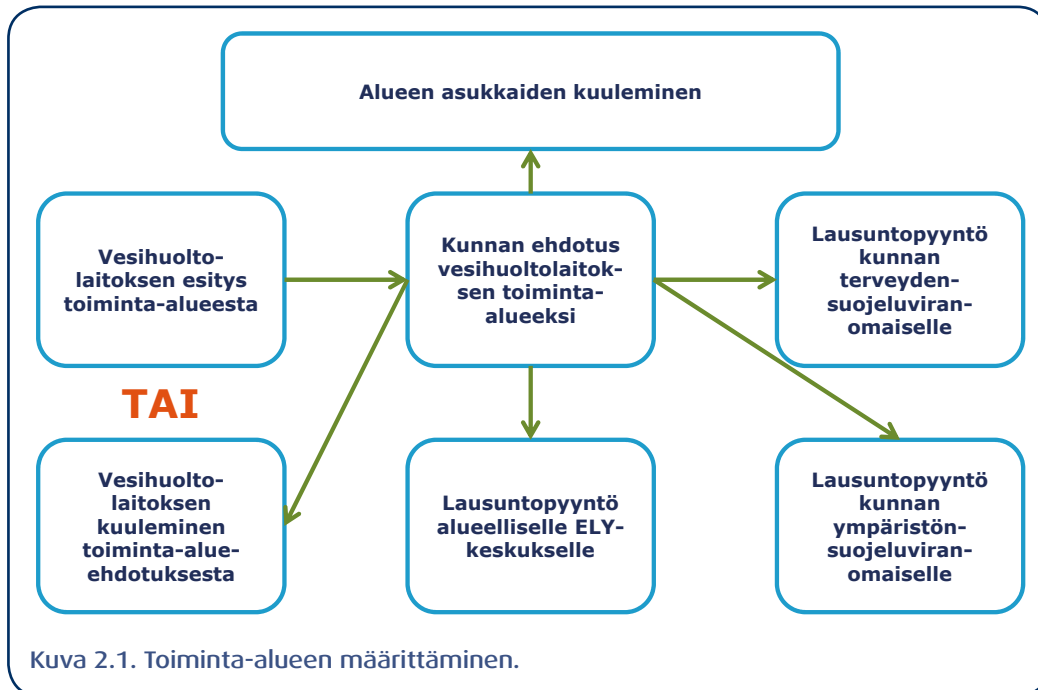 Alueen asukkaiden kuuleminen
Vesihuolto-
laitoksen esitys
toiminta-alueesta
Kunnan ehdotus
vesihuoltolaitok-
sen toiminta-
alueeksi
Lausuntopyyntö
kunnan
terveyden-
suojeluviran-
omaiselle
TAI
Vesihuolto-
laitoksen
kuuleminen
toiminta-alue-
ehdotuksesta
Lausuntopyyntö
alueelliselle ELY-
keskukselle
Lausuntopyyntö
kunnan
ympäristön-
suojeluviran-
omaiselle
Kuva 2.1. Toiminta-alueen määrittäminen.